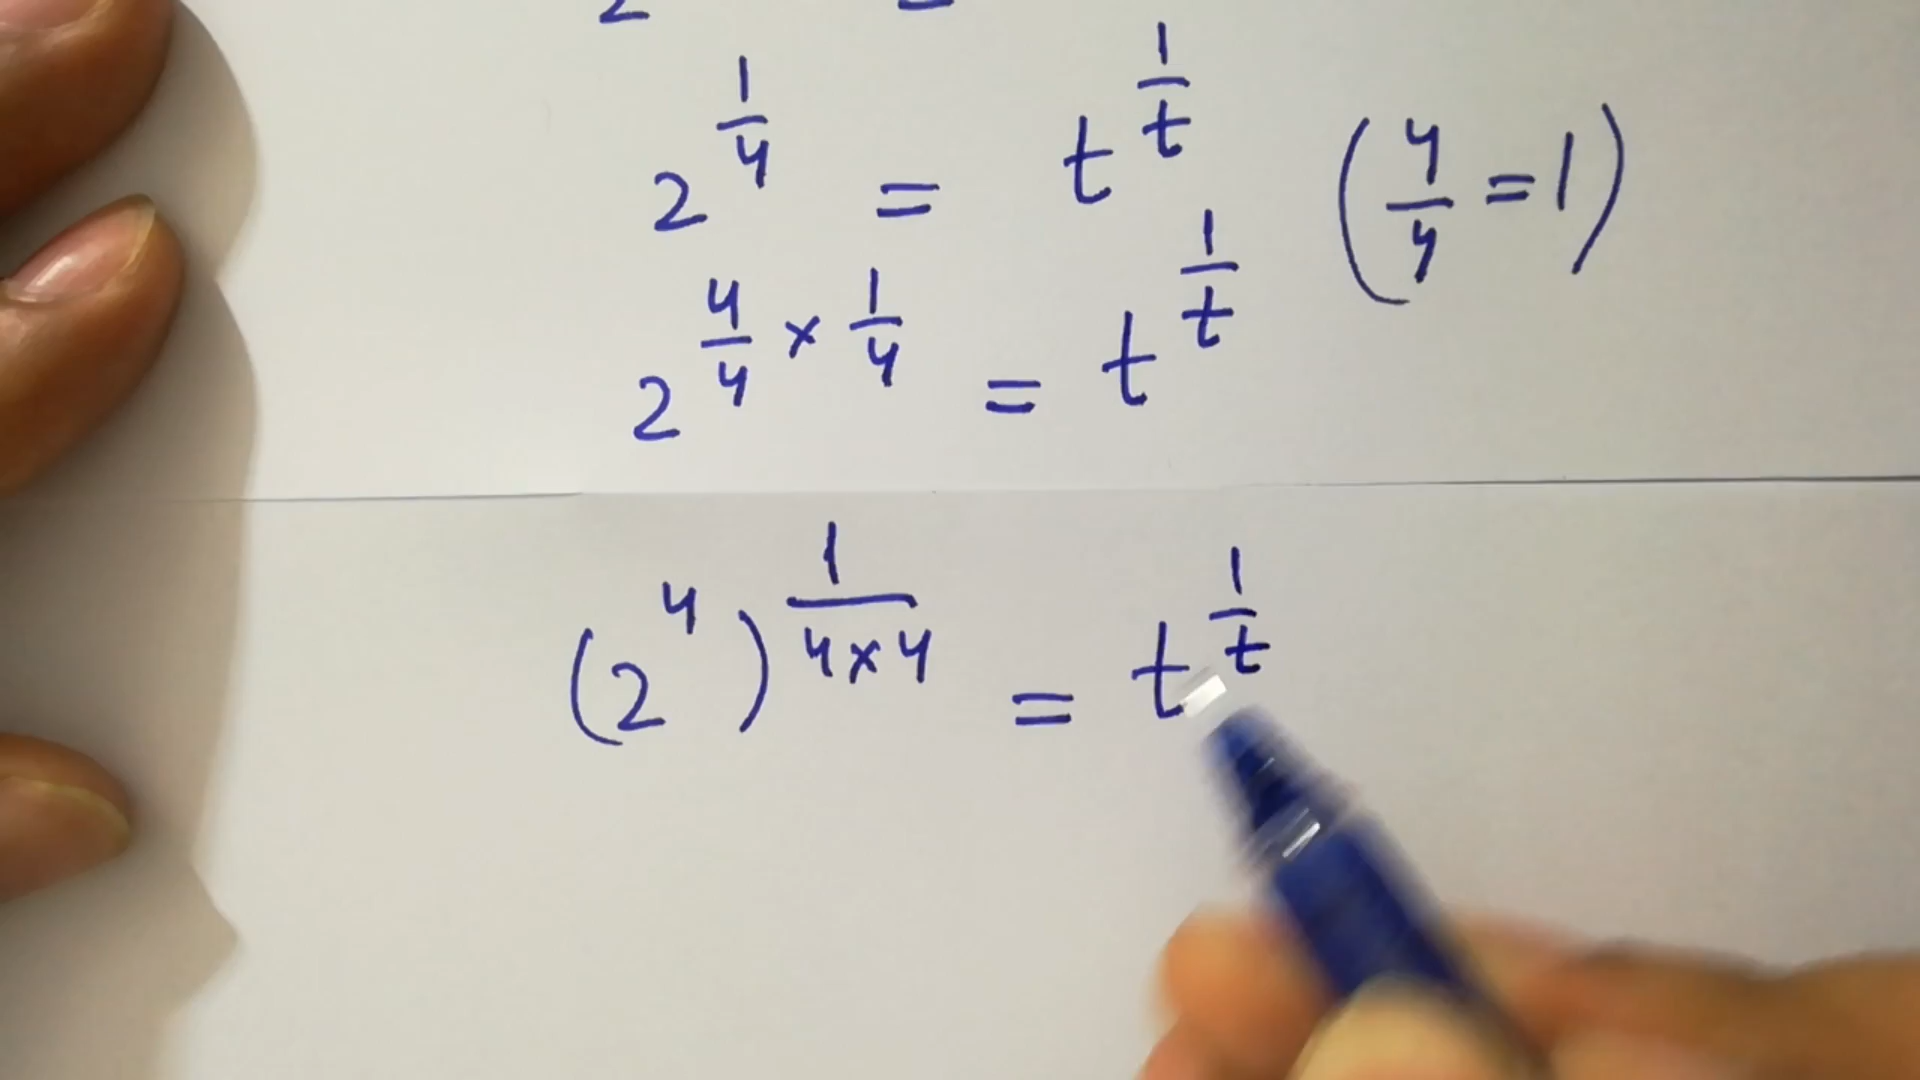 2^(1/4) = t^(1/t) (4/4 = 1)
2^(4/4 × 1/4) = t^(1/t)
(2^4)^(1/(4×4)) = t^(1/t)